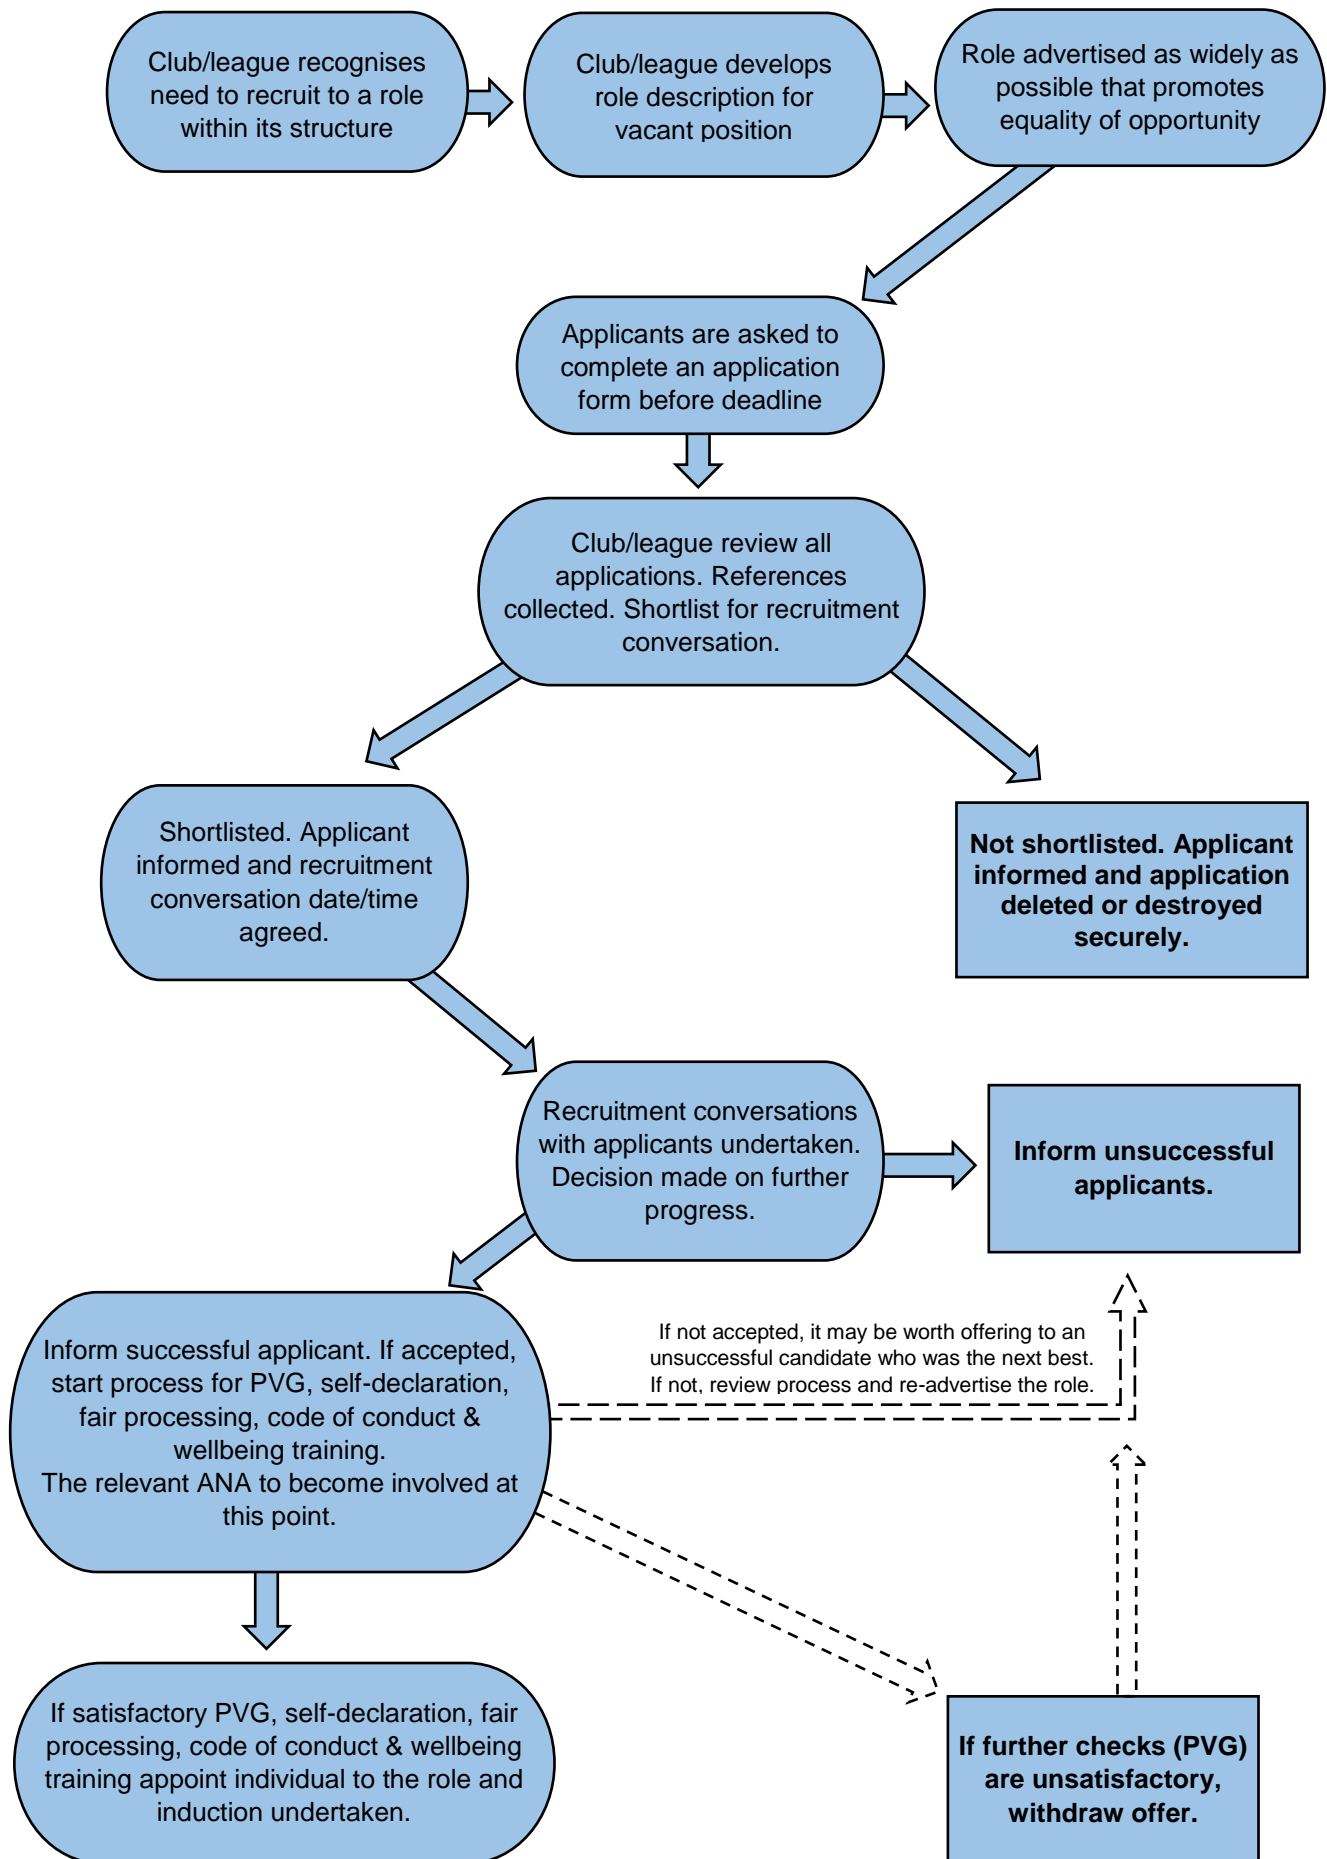 Club/league recognises
need to recruit to a role
within its structure
Club/league develops
role description for
vacant position
Role advertised as widely as
possible that promotes
equality of opportunity
Applicants are asked to
complete an application
form before deadline
Club/league review all
applications. References
collected. Shortlist for recruitment
conversation.
Shortlisted. Applicant
informed and recruitment
conversation date/time
agreed.
Not shortlisted. Applicant
informed and application
deleted or destroyed
securely.
Recruitment conversations
with applicants undertaken.
Decision made on further
progress.
Inform unsuccessful
applicants.
Inform successful applicant. If accepted,
start process for PVG, self-declaration,
fair processing, code of conduct &
wellbeing training.
The relevant ANA to become involved at
this point.
If not accepted, it may be worth offering to an
unsuccessful candidate who was the next best.
If not, review process and re-advertise the role.
If satisfactory PVG, self-declaration, fair
processing, code of conduct & wellbeing
training appoint individual to the role and
induction undertaken.
If further checks (PVG)
are unsatisfactory,
withdraw offer.